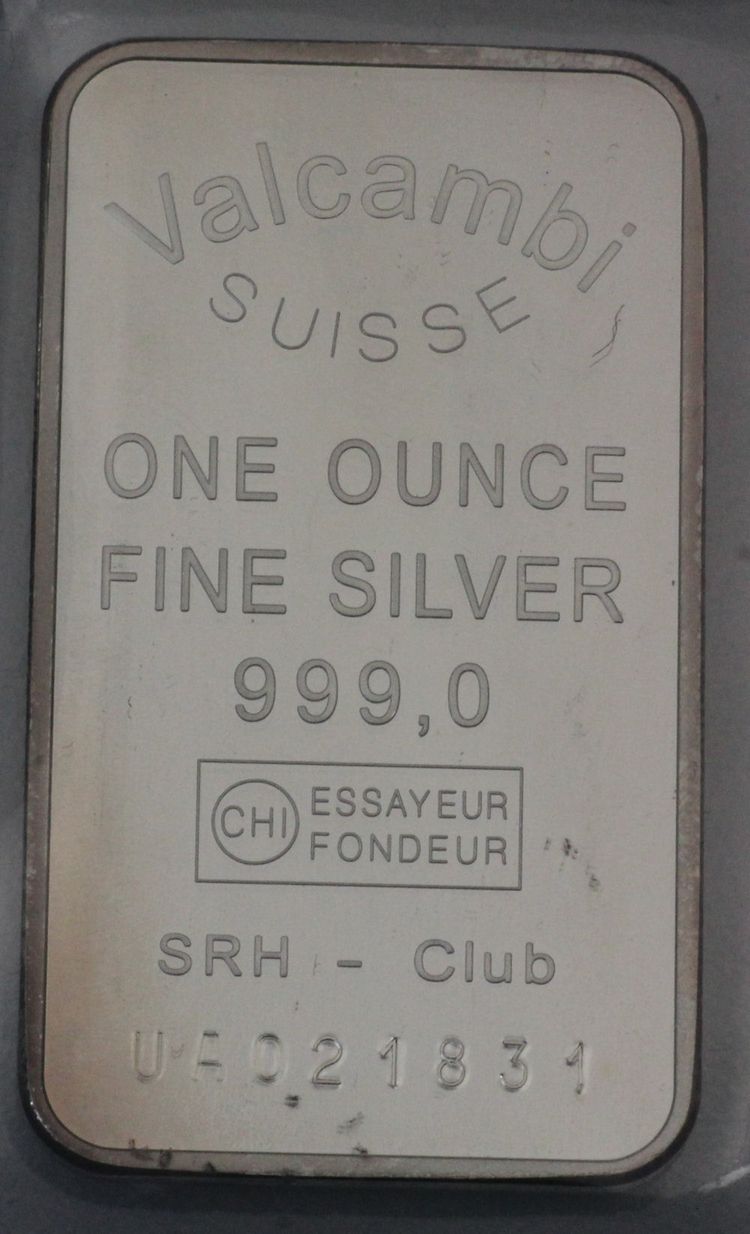 Valcambi
SUISSE
ONE OUNCE
FINE SILVER
999,0
CHI ESSAYEUR
FONDEUR
SRH - Club
UA021831